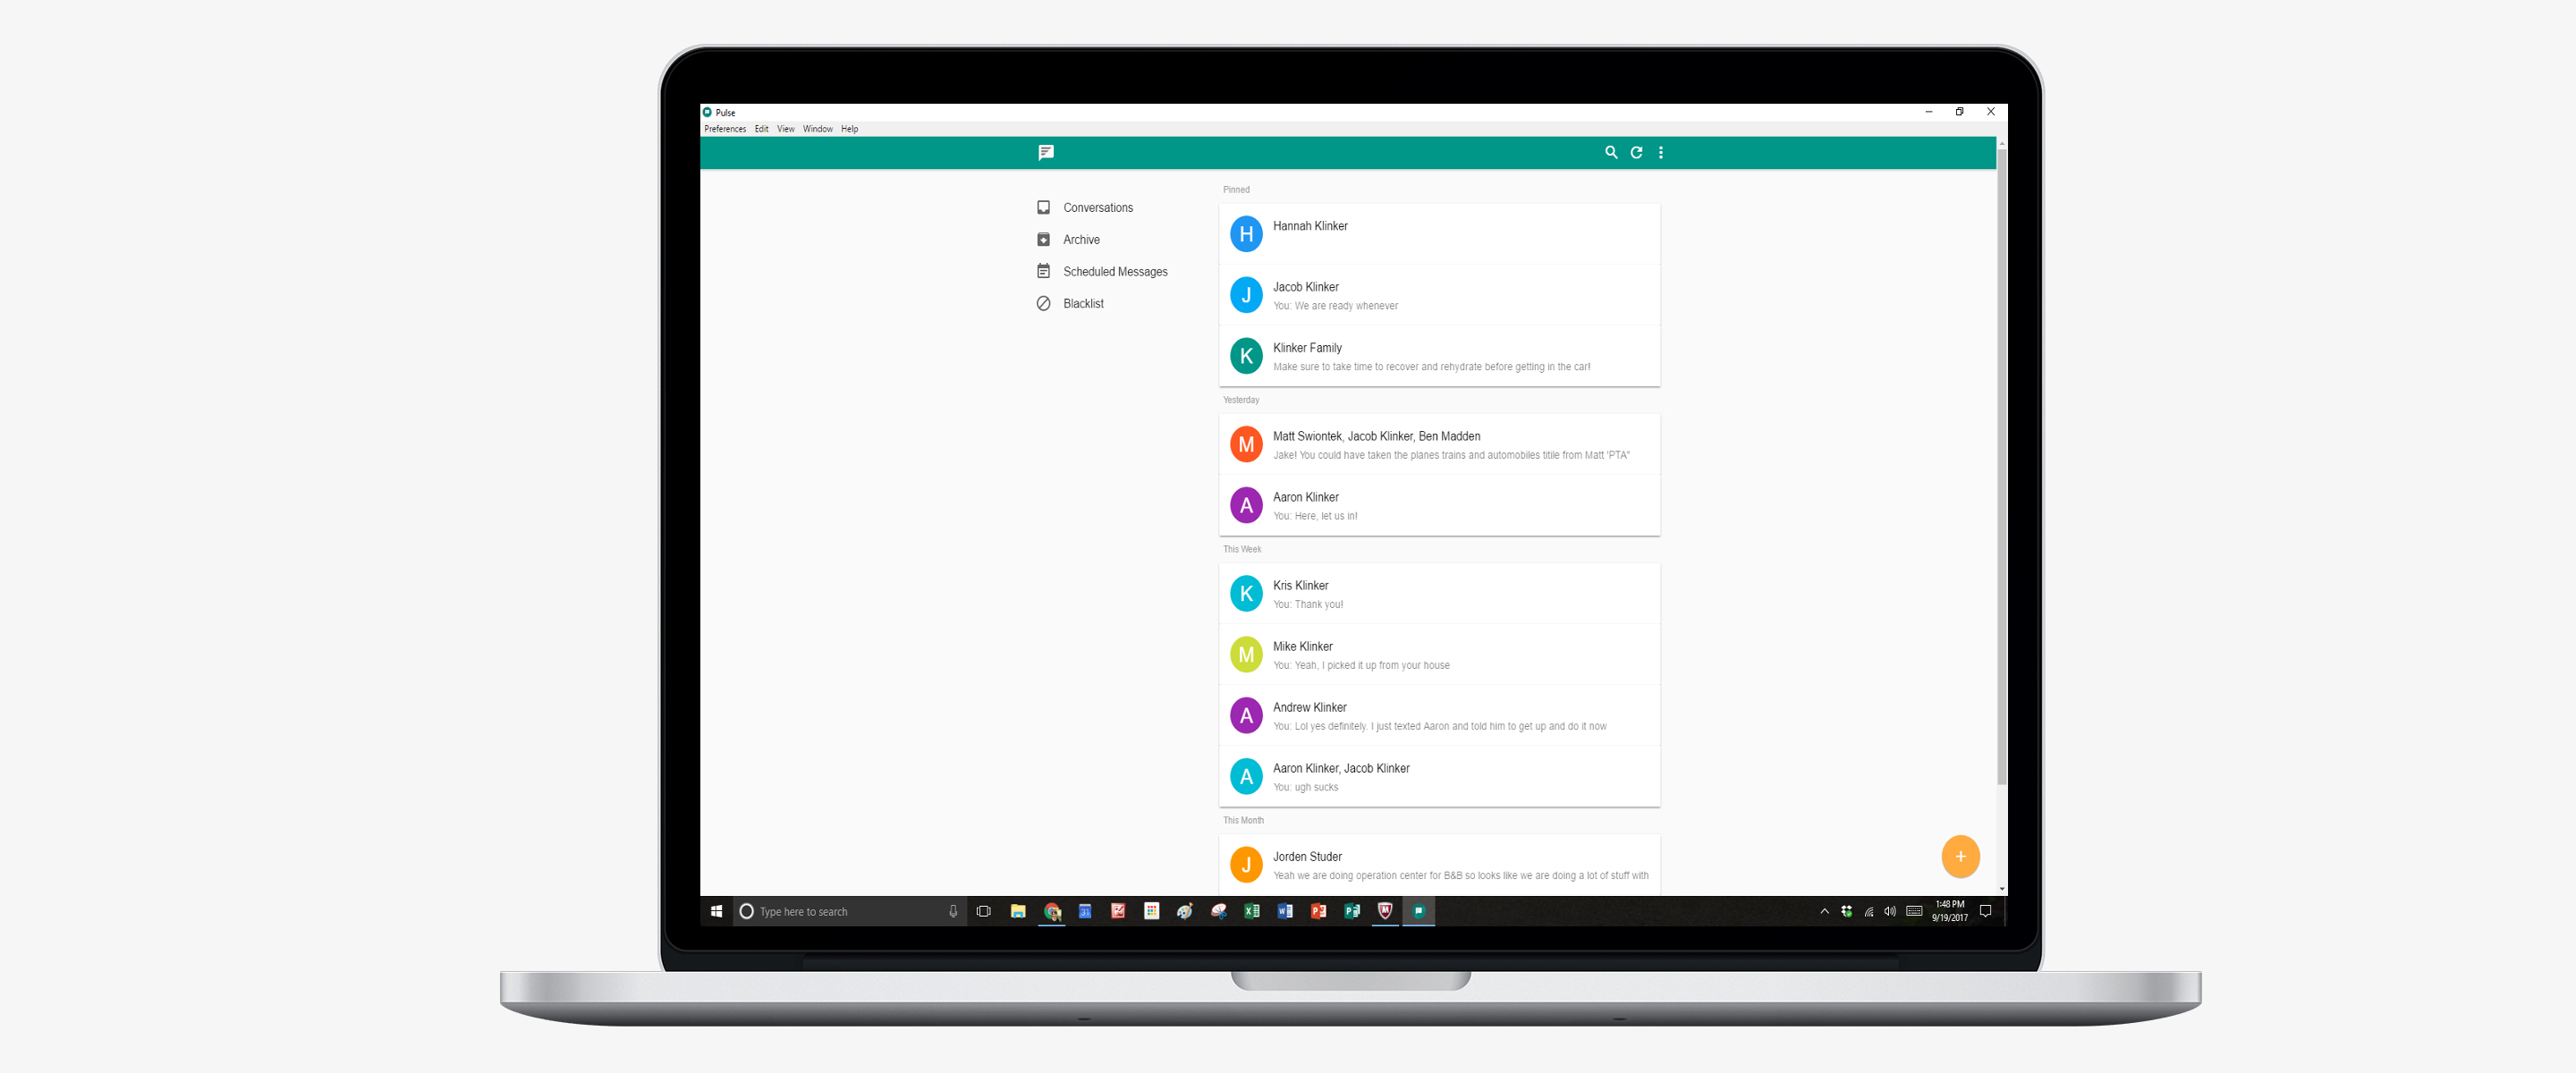 Pulse
Preferences Edit View Window Help
Conversations
Archive
Scheduled Messages
Blacklist
Pinned
H
Hannah Klinker
J
Jacob Klinker
You: We are ready whenever
K
Klinker Family
Make sure to take time to recover and rehydrate before getting in the car!
Yesterday
M
Matt Swiontek, Jacob Klinker, Ben Madden
Jake! You could have taken the planes trains and automobiles titile from Matt 'PTA"
A
Aaron Klinker
You: Here, let us in!
This Week
K
Kris Klinker
You: Thank you!
M
Mike Klinker
You: Yeah, I picked it up from your house
A
Andrew Klinker
You: Lol yes definitely. I just texted Aaron and told him to get up and do it now
A
Aaron Klinker, Jacob Klinker
You: ugh sucks
This Month
J
Jorden Studer
Yeah we are doing operation center for B&B so looks like we are doing a lot of stuff with
Type here to search
1:48 PM
9/19/2017